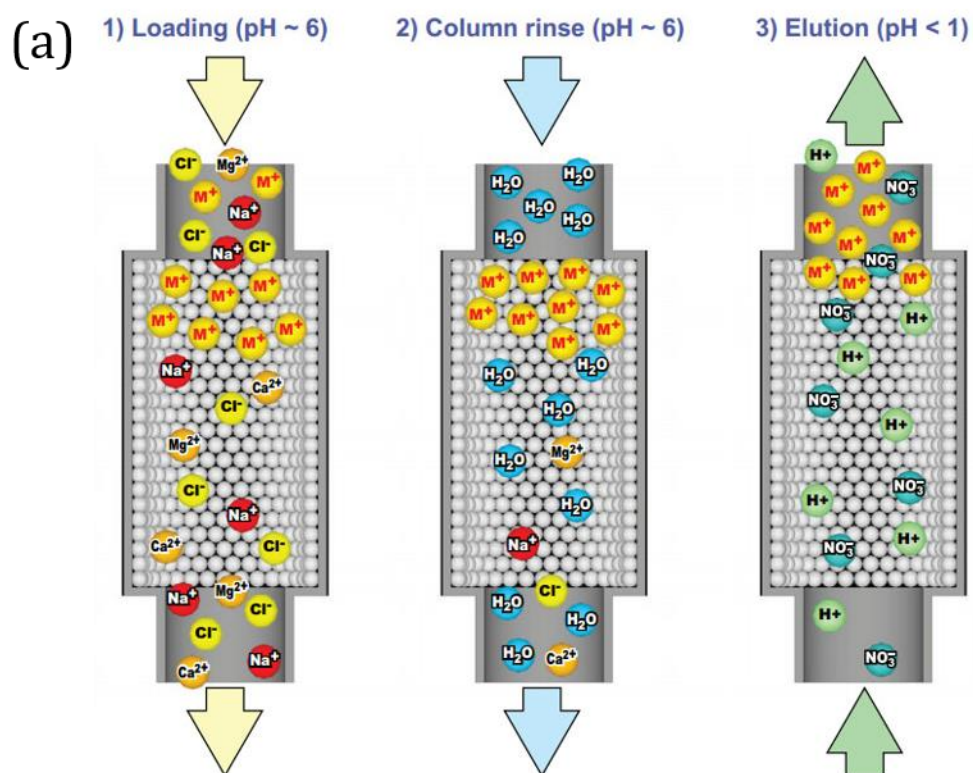 (a)
1) Loading (pH ~ 6)
2) Column rinse (pH ~ 6)
3) Elution (pH < 1)
Cl⁻
Mg²⁺
M⁺
M⁺
Na⁺
Cl⁻
Cl⁻
Na⁺
M⁺
M⁺
M⁺
M⁺
M⁺
M⁺
M⁺
Na⁺
Ca²⁺
Cl⁻
Mg²⁺
Cl⁻
Na⁺
Ca²⁺
Cl⁻
Mg²⁺
Na⁺
Cl⁻
Cl⁻
Ca²⁺
Na⁺
H₂O
H₂O
H₂O
H₂O
H₂O
M⁺
M⁺
M⁺
M⁺
M⁺
M⁺
M⁺
M⁺
M⁺
H₂O
H₂O
H₂O
Mg²⁺
H₂O
H₂O
Na⁺
Cl⁻
H₂O
H₂O
H₂O
Ca²⁺
H+
M⁺
NO₃⁻
M⁺
M⁺
M⁺
M⁺
M⁺
NO₃⁻
M⁺
M⁺
M⁺
NO₃⁻
H+
H+
NO₃⁻
H+
NO₃⁻
H+
H+
NO₃⁻
H+
NO₃⁻